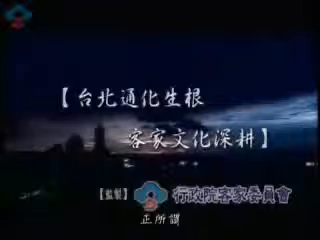 【台北通化生根
客家文化深耕】
【監製】行政院客家委員會
正所謂